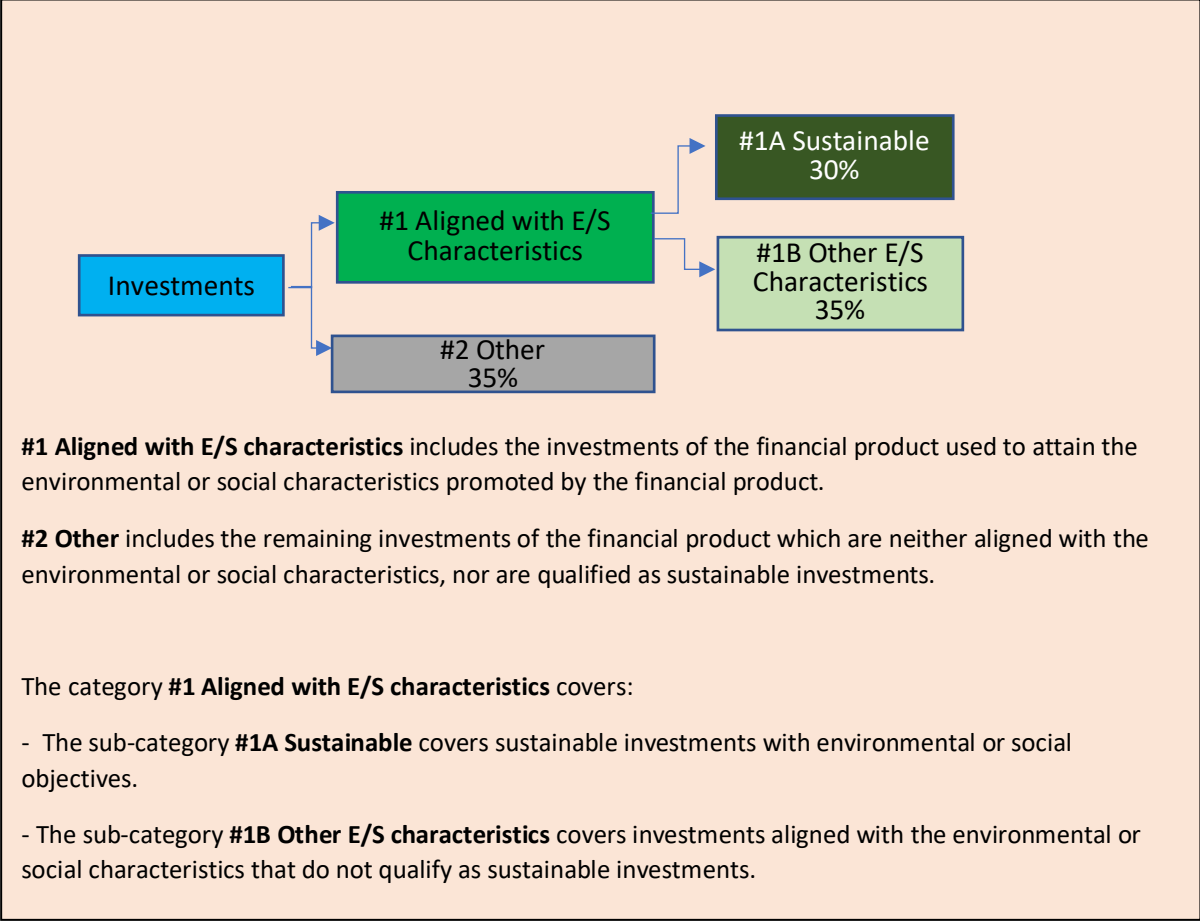 #1A Sustainable
30%
#1 Aligned with E/S
Characteristics
#1B Other E/S
Characteristics
35%
Investments
#2 Other
35%
#1 Aligned with E/S characteristics includes the investments of the financial product used to attain the
environmental or social characteristics promoted by the financial product.
#2 Other includes the remaining investments of the financial product which are neither aligned with the
environmental or social characteristics, nor are qualified as sustainable investments.
The category #1 Aligned with E/S characteristics covers:
- The sub-category #1A Sustainable covers sustainable investments with environmental or social
objectives.
- The sub-category #1B Other E/S characteristics covers investments aligned with the environmental or
social characteristics that do not qualify as sustainable investments.